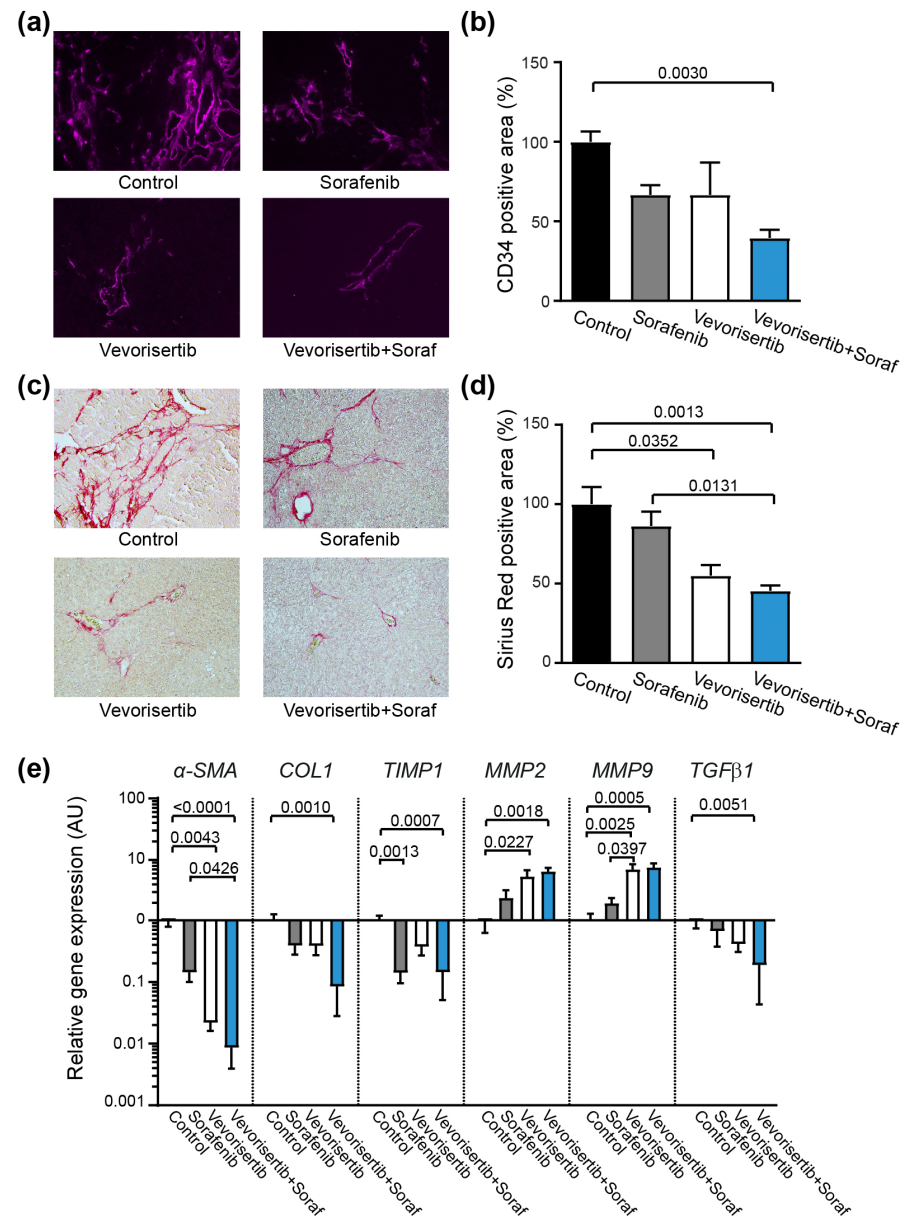 (a)
Control
Sorafenib
Vevorisertib
Vevorisertib+Soraf
(b)
CD34 positive area (%)
150
100
50
0
0.0030
Control
Sorafenib
Vevorisertib
Vevorisertib+Soraf
(c)
Control
Sorafenib
Vevorisertib
Vevorisertib+Soraf
(d)
Sirius Red positive area (%)
150
100
50
0
0.0013
0.0352
0.0131
Control
Sorafenib
Vevorisertib
Vevorisertib+Soraf
(e)
α-SMA COL1 TIMP1 MMP2 MMP9 TGFβ1
Relative gene expression (AU)
100
10
0
0.1
0.01
0.001
<0.0001
0.0043
0.0426
0.0010
0.0007
0.0013
0.0018
0.0227
0.0005
0.0025
0.0397
0.0051
Control
Sorafenib
Vevorisertib
Vevorisertib+Soraf
Control
Sorafenib
Vevorisertib
Vevorisertib+Soraf
Control
Sorafenib
Vevorisertib
Vevorisertib+Soraf
Control
Sorafenib
Vevorisertib
Vevorisertib+Soraf
Control
Sorafenib
Vevorisertib
Vevorisertib+Soraf
Control
Sorafenib
Vevorisertib
Vevorisertib+Soraf